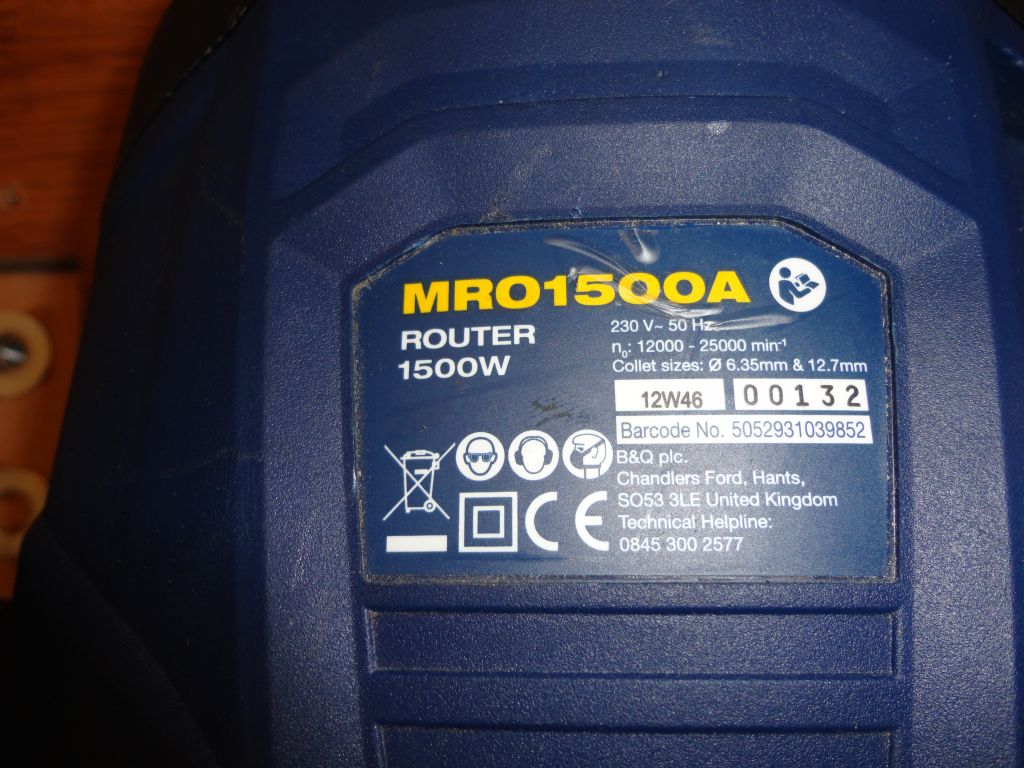 MRO1500A
ROUTER
1500W
230 V~ 50 Hz
n₀: 12000 - 25000 min⁻¹
Collet sizes: Ø 6.35mm & 12.7mm
12W46 00132
Barcode No. 5052931039852
B&Q plc.
Chandlers Ford, Hants,
SO53 3LE United Kingdom
Technical Helpline:
0845 300 2577
CE